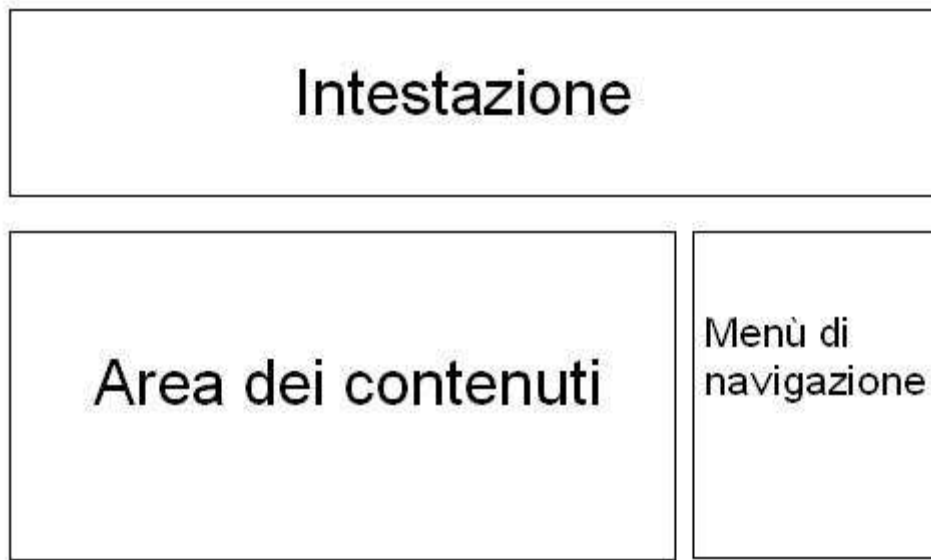 Intestazione
Area dei contenuti
Menù di
navigazione